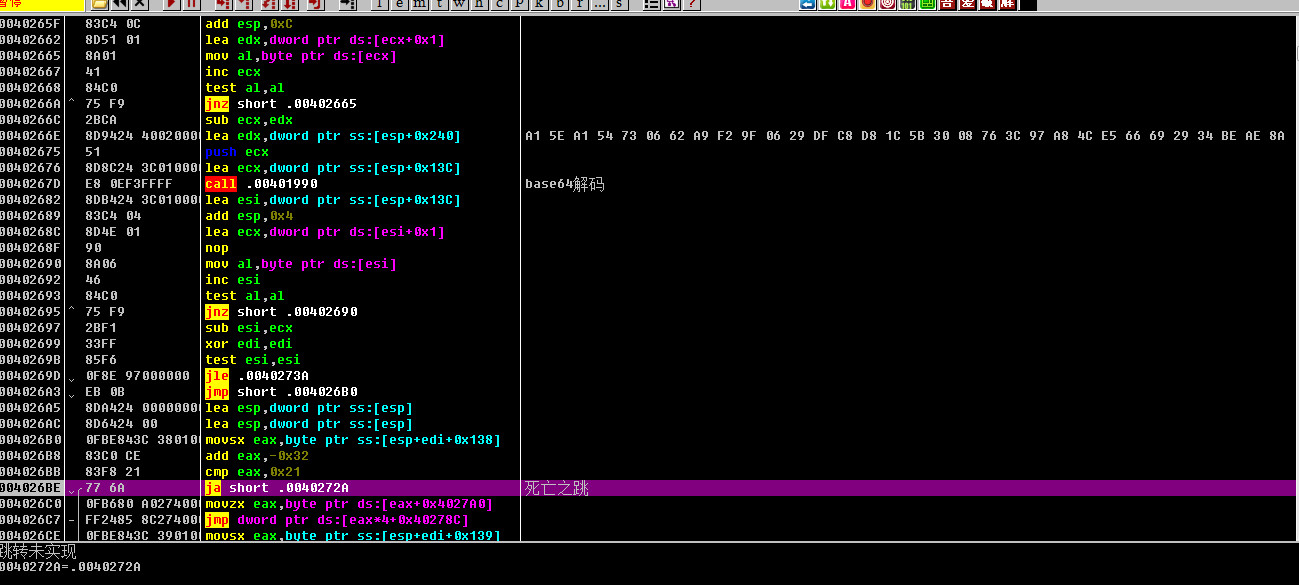 暂停
l e m t w h c p k b r ... s ?
0040265F 83C4 0C add esp,0xC
00402662 8D51 01 lea edx,dword ptr ds:[ecx+0x1]
00402665 8A01 mov al,byte ptr ds:[ecx]
00402667 41 inc ecx
00402668 84C0 test al,al
0040266A ^ 75 F9 jnz short .00402665
0040266C 2BCA sub ecx,edx
0040266E 8D9424 40020000 lea edx,dword ptr ss:[esp+0x240] A1 5E A1 54 73 06 62 A9 F2 9F 06 29 DF C8 D8 1C 5B 30 08 76 3C 97 A8 4C E5 66 69 29 34 BE AE 8A
00402675 51 push ecx
00402676 8D8C24 3C01000 lea ecx,dword ptr ss:[esp+0x13C]
0040267D E8 0EF3FFFF call .00401990 base64解码
00402682 8DB424 3C01000 lea esi,dword ptr ss:[esp+0x13C]
00402689 83C4 04 add esp,0x4
0040268C 8D4E 01 lea ecx,dword ptr ds:[esi+0x1]
0040268F 90 nop
00402690 8A06 mov al,byte ptr ds:[esi]
00402692 46 inc esi
00402693 84C0 test al,al
00402695 ^ 75 F9 jnz short .00402690
00402697 2BF1 sub esi,ecx
00402699 33FF xor edi,edi
0040269B 85F6 test esi,esi
0040269D 0F8E 97000000 jle .0040273A
004026A3 EB 0B jmp short .004026B0
004026A5 8DA424 0000000 lea esp,dword ptr ss:[esp]
004026AC 8D6424 00 lea esp,dword ptr ss:[esp]
004026B0 0FBE843C 38010 movsx eax,byte ptr ss:[esp+edi+0x138]
004026B8 83C0 CE add eax,-0x32
004026BB 83F8 21 cmp eax,0x21
004026BE 77 6A ja short .0040272A 死亡之跳
004026C0 0FB680 A027400 movzx eax,byte ptr ds:[eax+0x4027A0]
004026C7 - FF2485 8C27400 jmp dword ptr ds:[eax*4+0x40278C]
004026CE 0FBE843C 39010 movsx eax,byte ptr ss:[esp+edi+0x139]
跳转未实现
0040272A=.0040272A